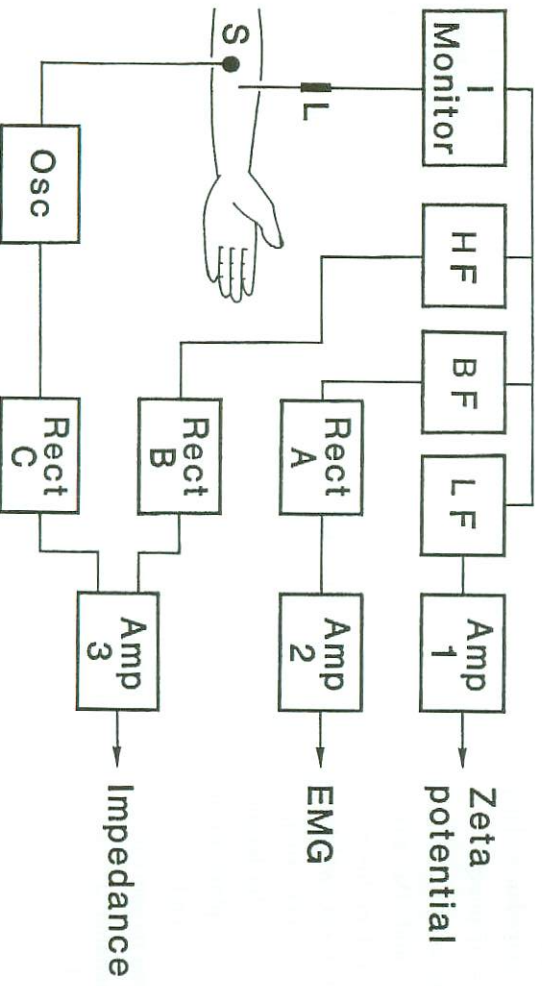 I
Monitor
HF
BF
LF
Amp
1
Zeta
potential
L
Rect
A
Amp
2
EMG
S
Rect
B
Osc
Rect
C
Amp
3
Impedance